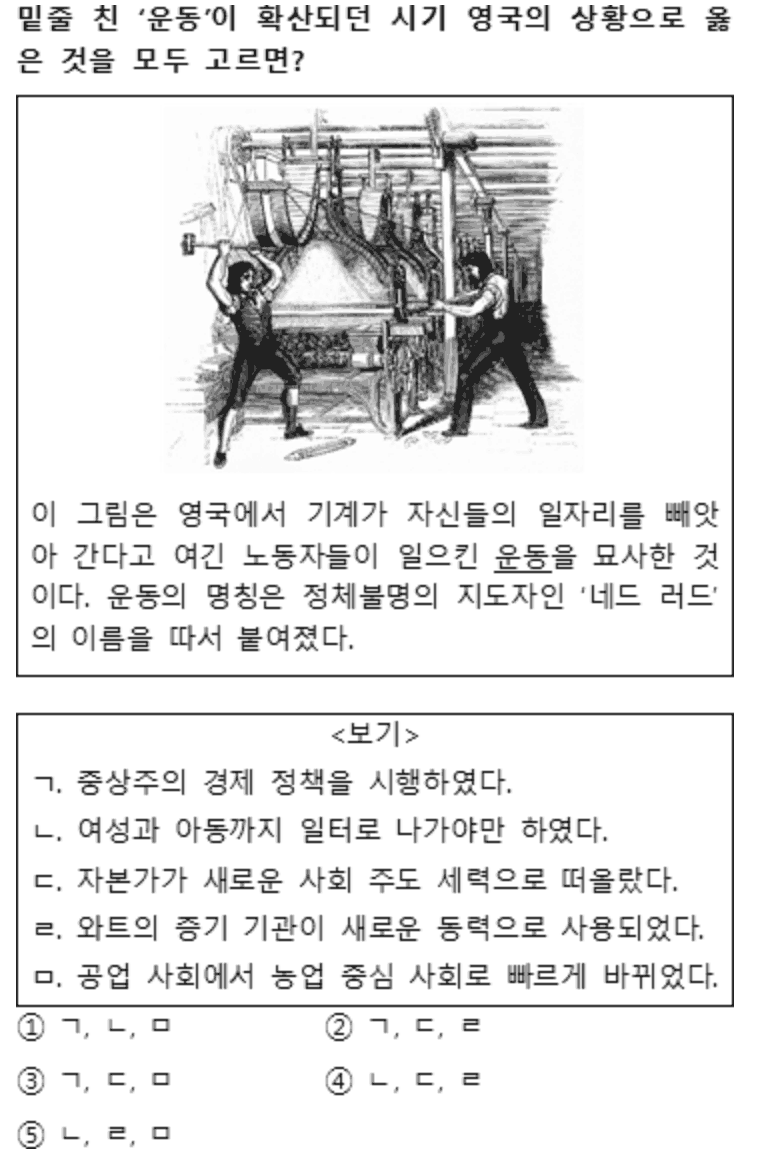 밑줄 친 ‘운동’이 확산되던 시기 영국의 상황으로 옳
은 것을 모두 고르면?
이 그림은 영국에서 기계가 자신들의 일자리를 빼앗
아 간다고 여긴 노동자들이 일으킨 운동을 묘사한 것
이다. 운동의 명칭은 정체불명의 지도자인 ‘네드 러드’
의 이름을 따서 붙여졌다.
<보기>
ㄱ. 중상주의 경제 정책을 시행하였다.
ㄴ. 여성과 아동까지 일터로 나가야만 하였다.
ㄷ. 자본가가 새로운 사회 주도 세력으로 떠올랐다.
ㄹ. 와트의 증기 기관이 새로운 동력으로 사용되었다.
ㅁ. 공업 사회에서 농업 중심 사회로 빠르게 바뀌었다.
① ㄱ, ㄴ, ㅁ ② ㄱ, ㄷ, ㄹ
③ ㄱ, ㄷ, ㅁ ④ ㄴ, ㄷ, ㄹ
⑤ ㄴ, ㄹ, ㅁ